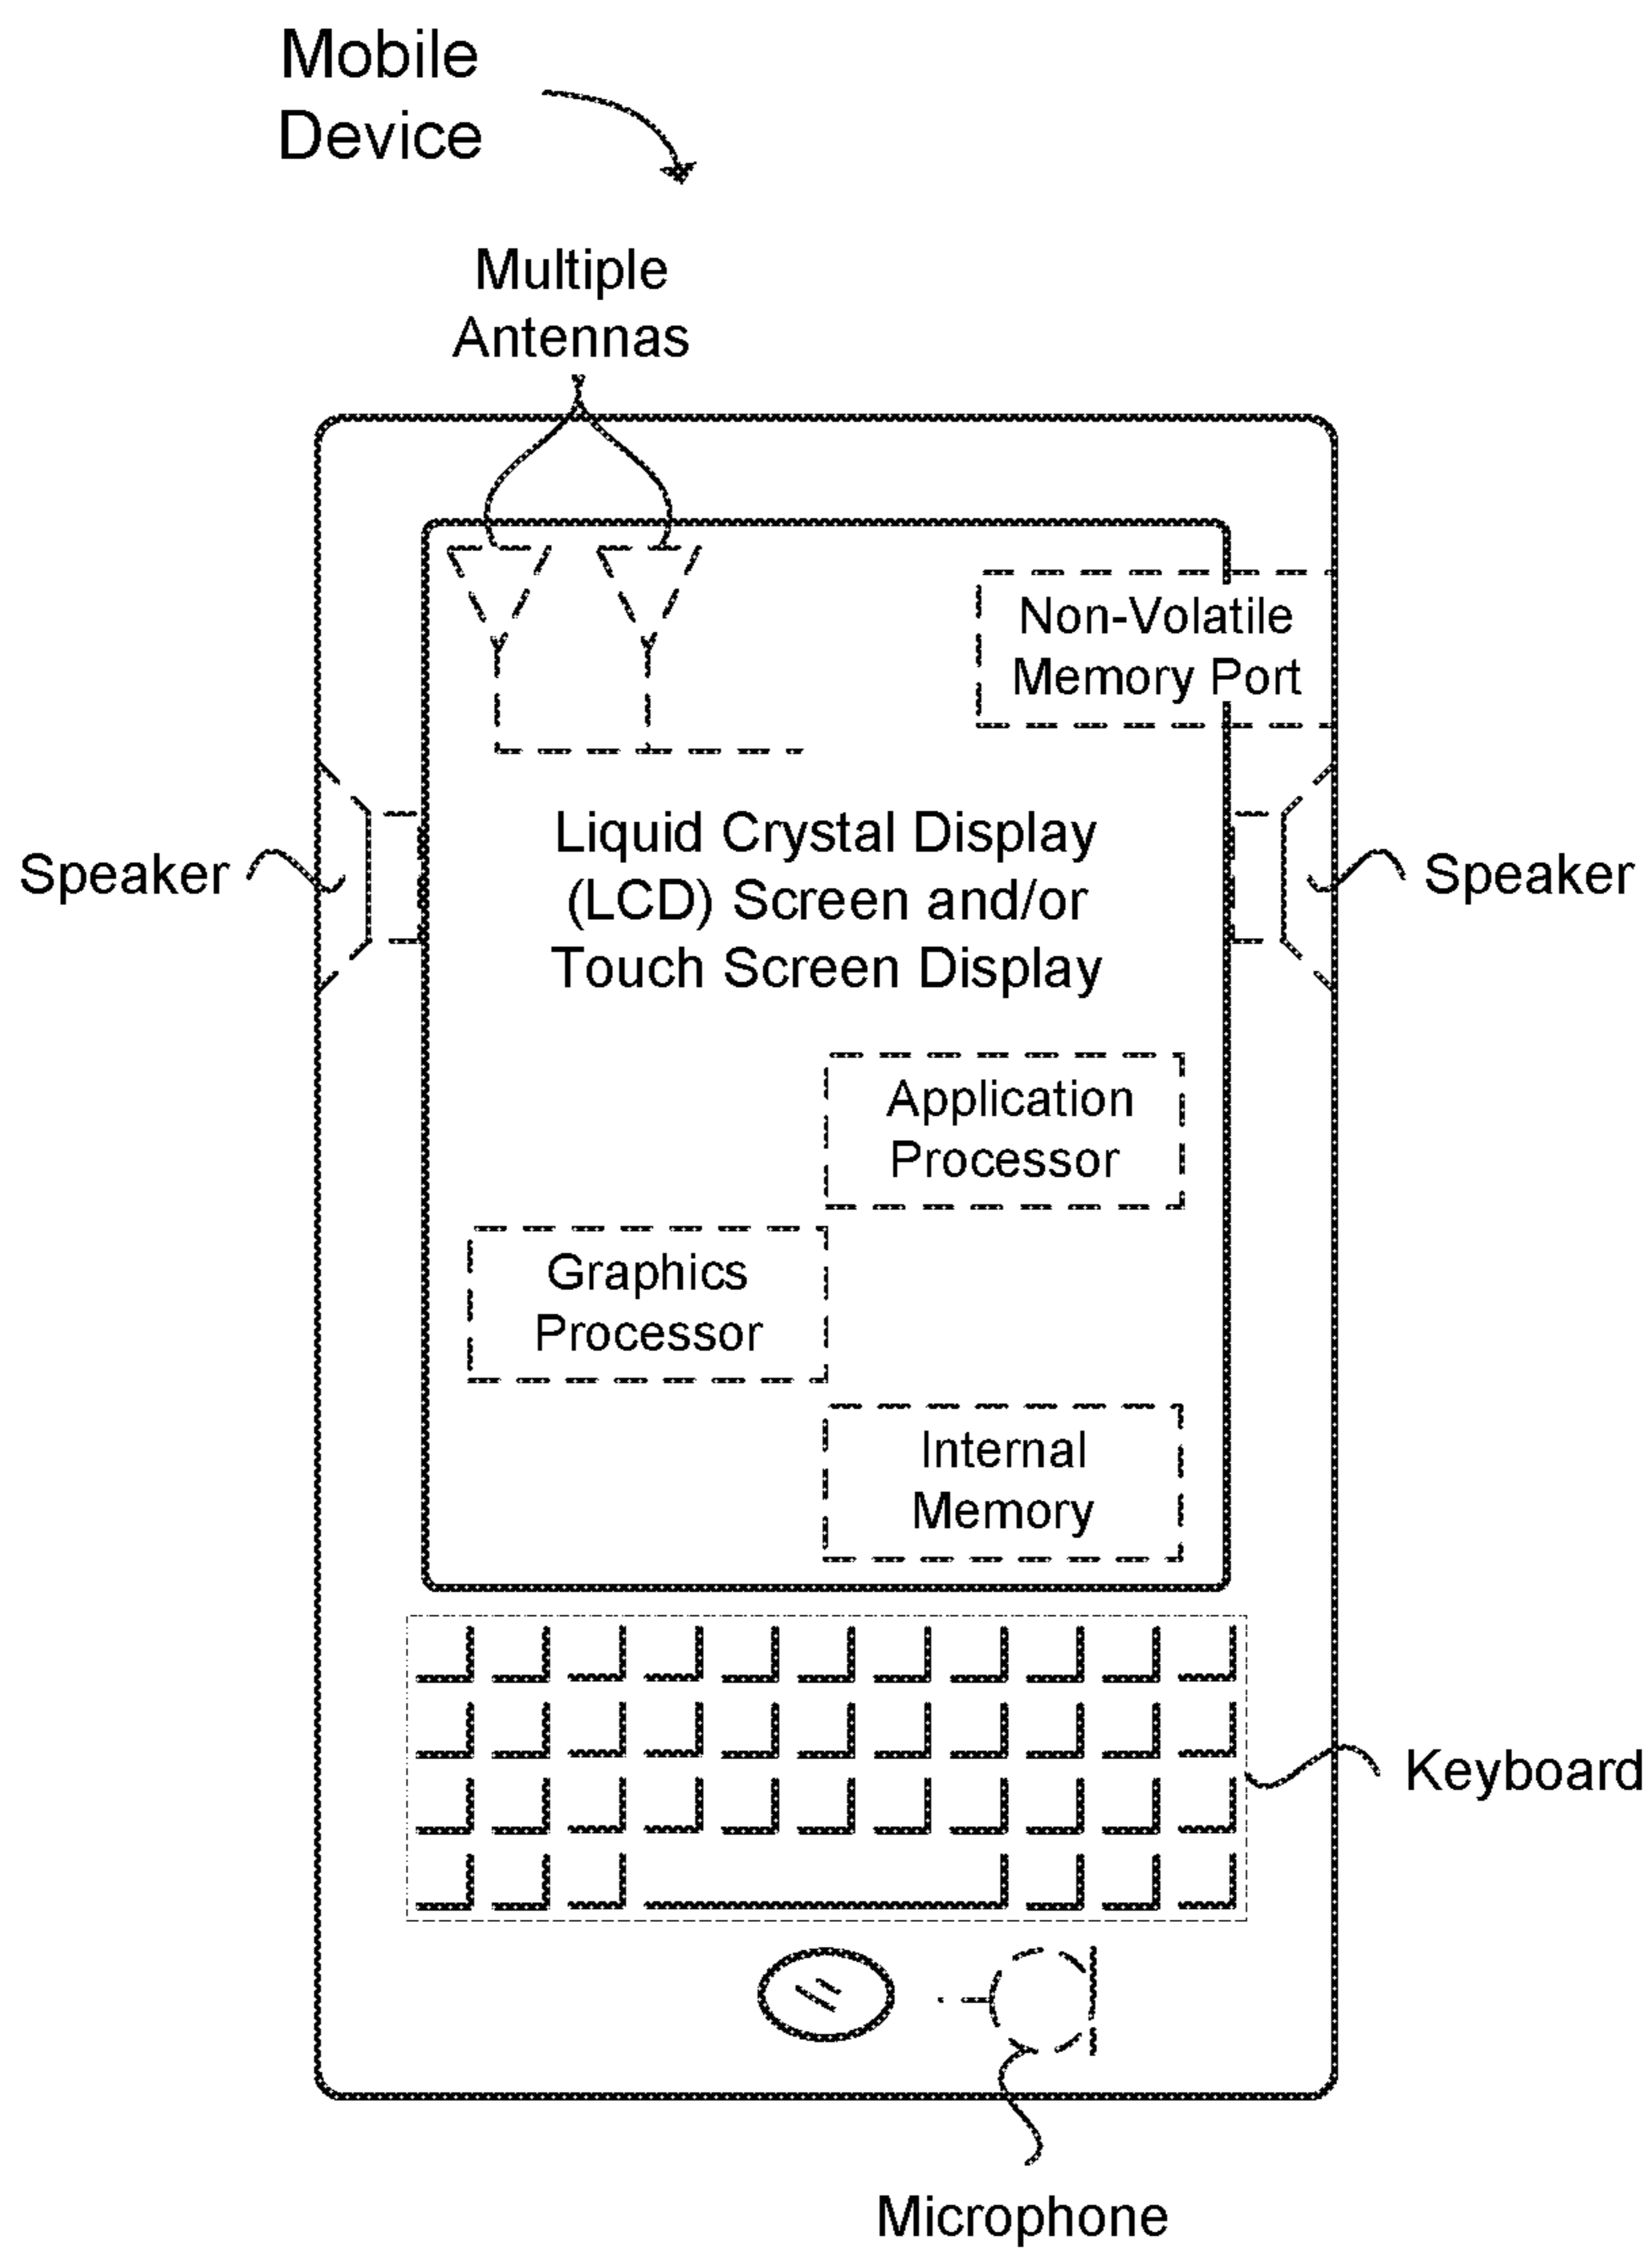 Mobile
Device
Multiple
Antennas
Non-Volatile
Memory Port
Liquid Crystal Display
(LCD) Screen and/or
Touch Screen Display
Speaker
Speaker
Application
Processor
Graphics
Processor
Internal
Memory
Keyboard
Microphone